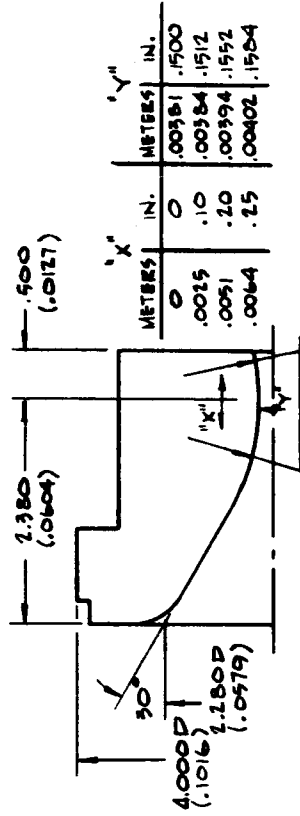 2.380
(.0604)
.500
(.0127)
30°
4.000D
(.1016)
2.280D
(.0579)
"X"
"Y"
"X" "Y"
METERS IN. METERS IN.
0 0 .00381 .1500
.0025 .10 .00384 .1512
.0051 .20 .00394 .1552
.0064 .25 .00402 .1584